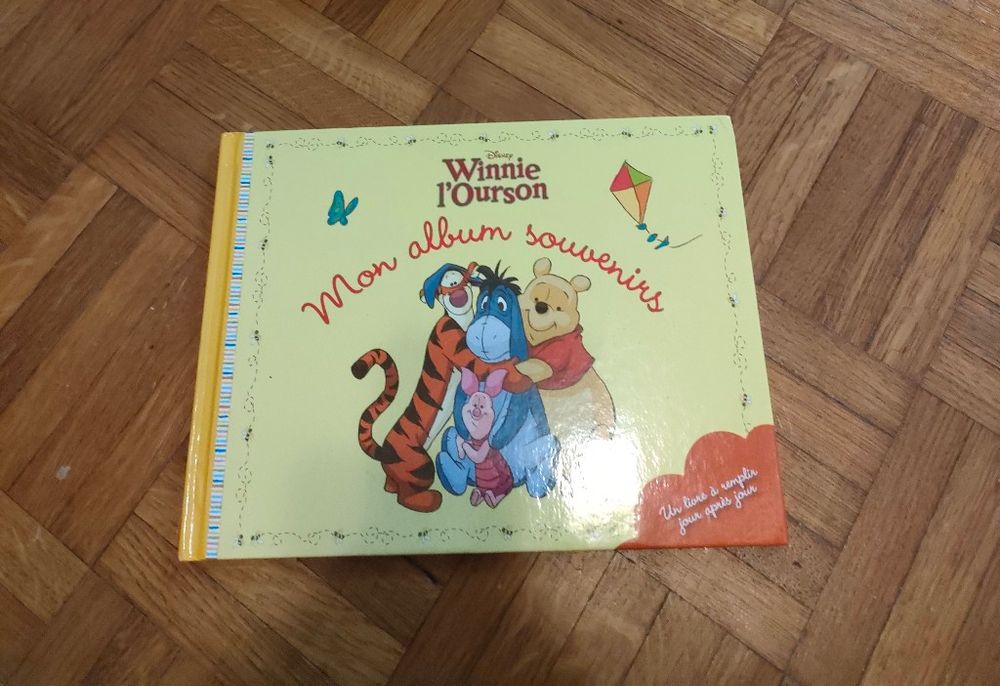 Disney
Winnie
l'Ourson
Mon album souvenirs
Un livre à remplir
jour après jour